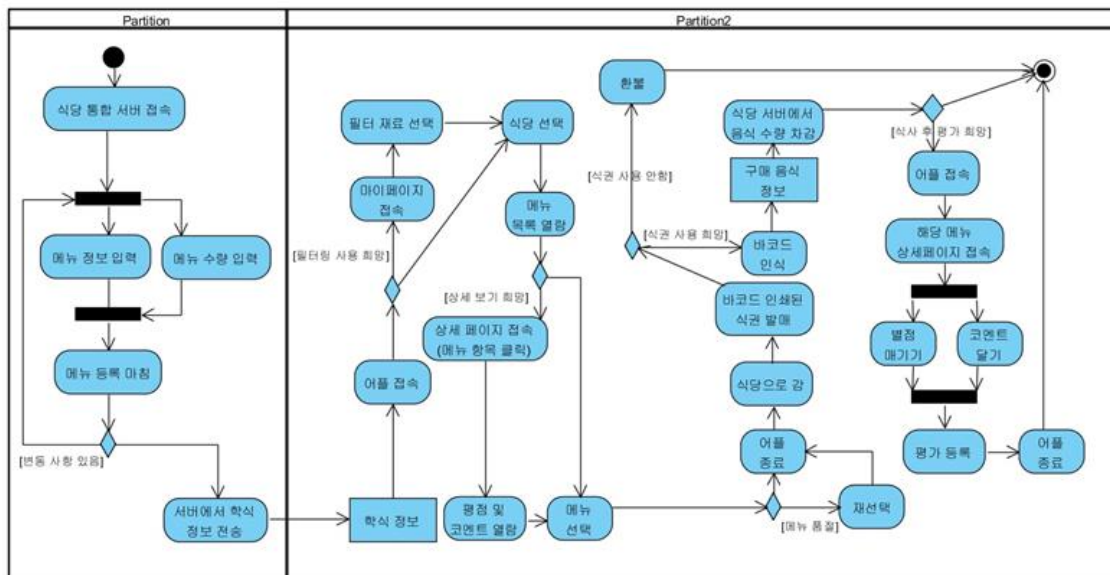 Partition
Partition2
식당 통합 서버 접속
메뉴 정보 입력
메뉴 수량 입력
메뉴 등록 마침
[변동 사항 있음]
서버에서 학식
정보 전송
학식 정보
어플 접속
[필터링 사용 희망]
마이페이지
접속
필터 재료 선택
식당 선택
메뉴
목록 열람
[상세 보기 희망]
상세 페이지 접속
(메뉴 항목 클릭)
평점 및
코멘트 열람
메뉴
선택
[메뉴 품절]
재선택
어플
종료
식당으로 감
바코드 인쇄된
식권 발매
[식권 사용 안함]
환불
[식권 사용 희망]
바코드
인식
구매 음식
정보
식당 서버에서
음식 수량 차감
[식사 후 평가 희망]
어플 접속
해당 메뉴
상세페이지 접속
별점
매기기
코멘트
달기
평가 등록
어플
종료